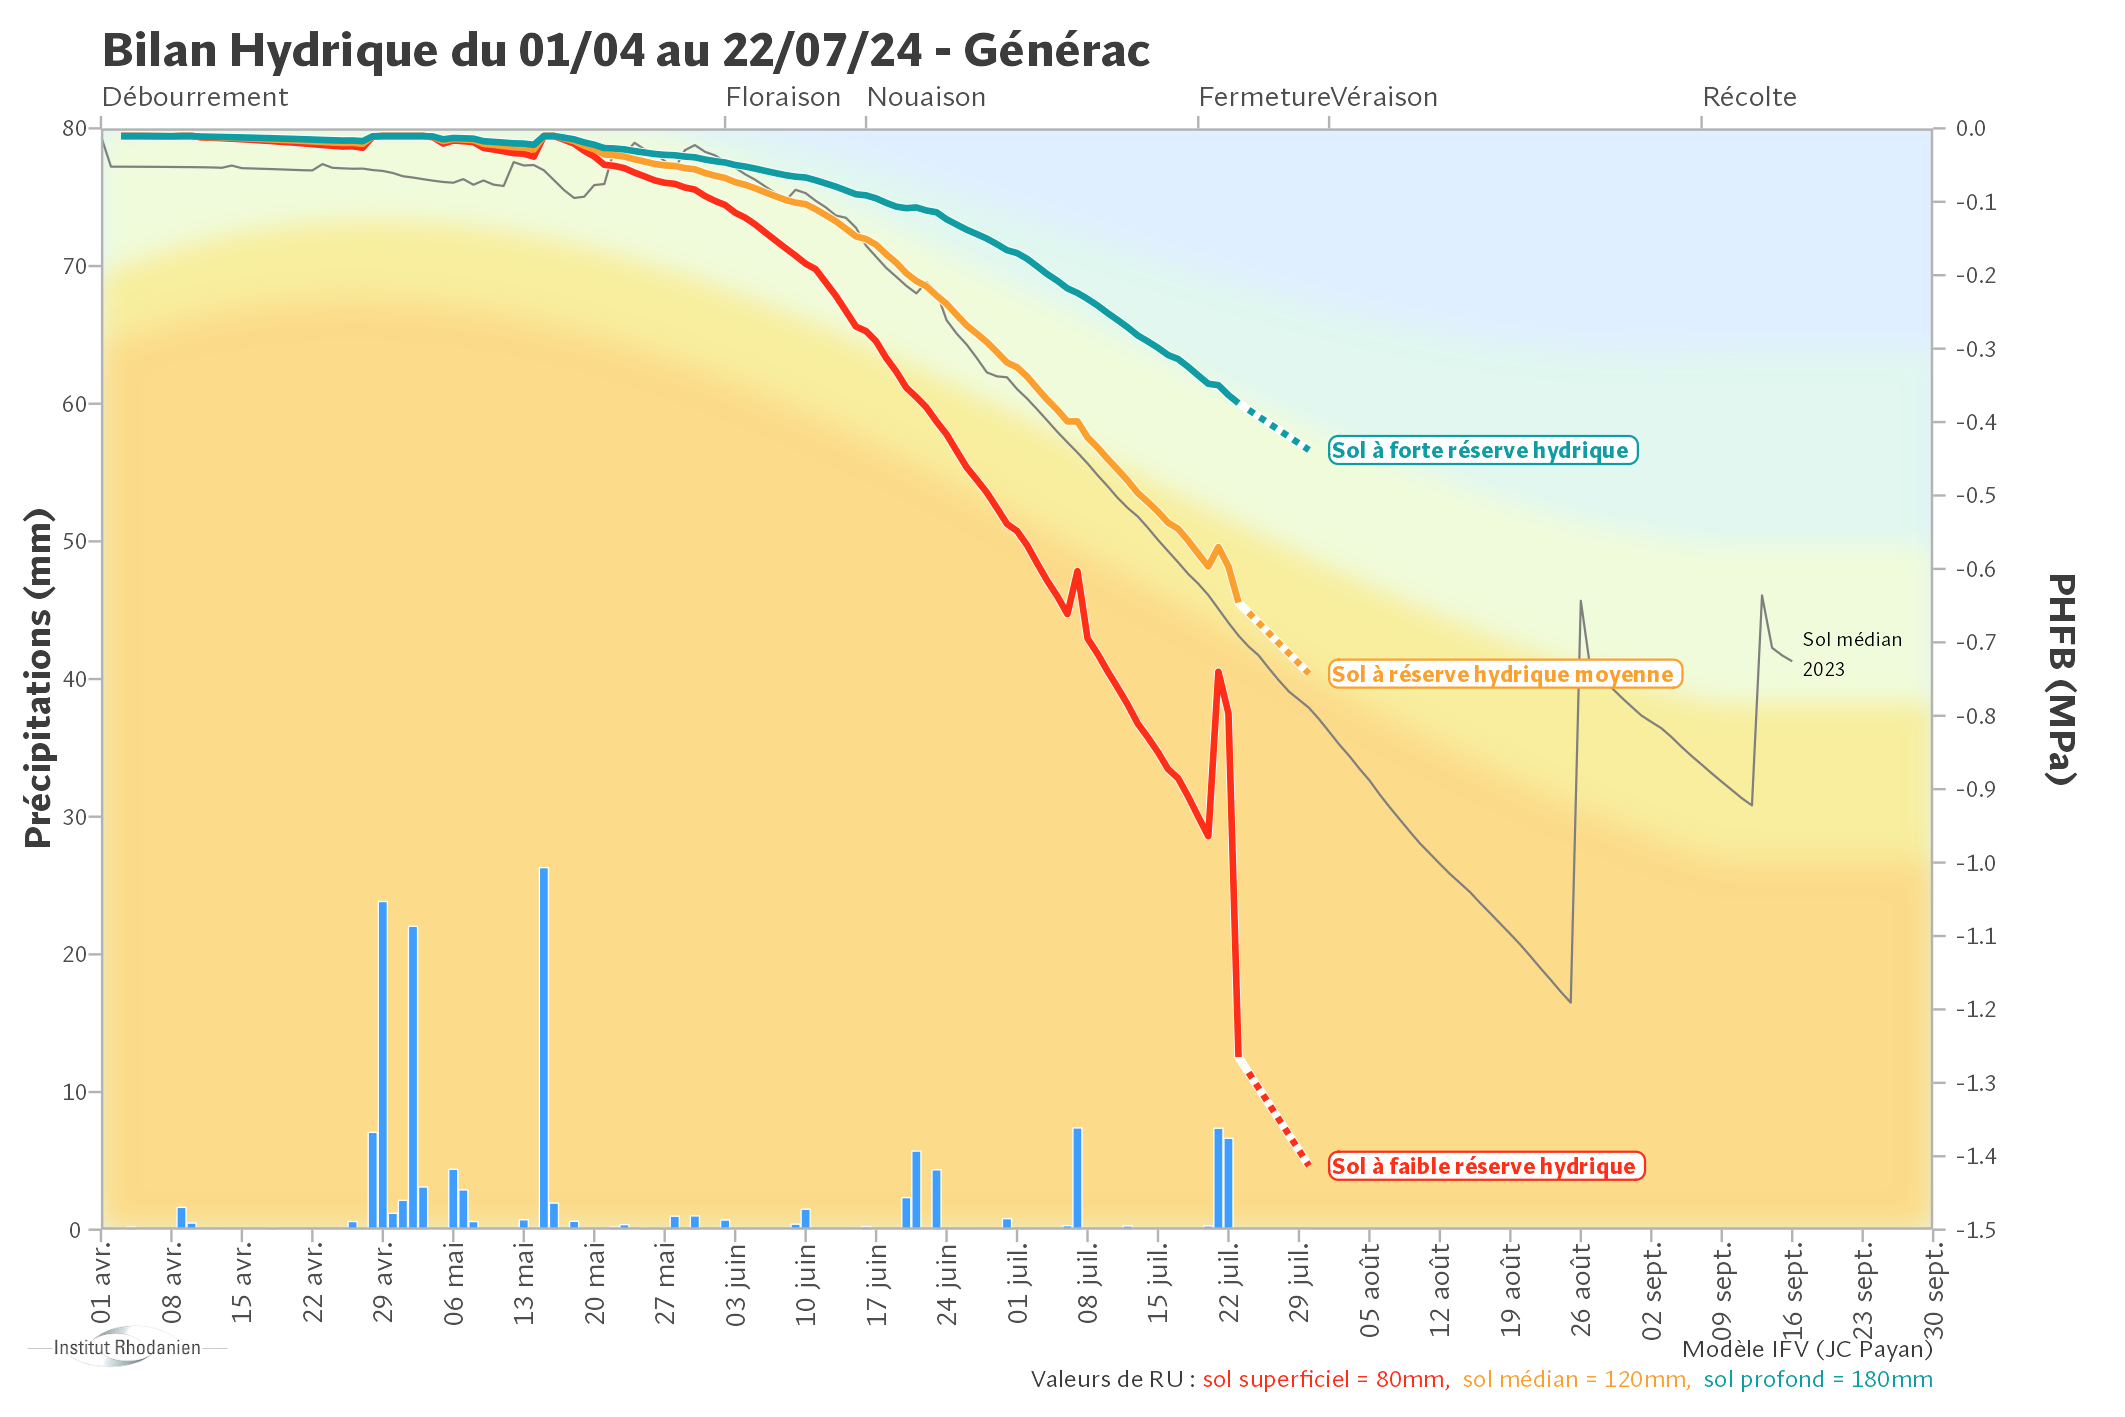 Bilan Hydrique du 01/04 au 22/07/24 - Générac
Débourrement Floraison Nouaison Fermeture Véraison Récolte
Précipitations (mm)
80
70
60
50
40
30
20
10
0
0.0
-0.1
-0.2
-0.3
-0.4
-0.5
-0.6
-0.7
-0.8
-0.9
-1.0
-1.1
-1.2
-1.3
-1.4
-1.5
PHFB (MPa)
Sol à forte réserve hydrique
Sol médian
2023
Sol à réserve hydrique moyenne
Sol à faible réserve hydrique
01 avr.
08 avr.
15 avr.
22 avr.
29 avr.
06 mai
13 mai
20 mai
27 mai
03 juin
10 juin
17 juin
24 juin
01 juil.
08 juil.
15 juil.
22 juil.
29 juil.
05 août
12 août
19 août
26 août
02 sept.
09 sept.
16 sept.
23 sept.
30 sept.
Institut Rhodanien
Modèle IFV (JC Payan)
Valeurs de RU : sol superficiel = 80mm, sol médian = 120mm, sol profond = 180mm